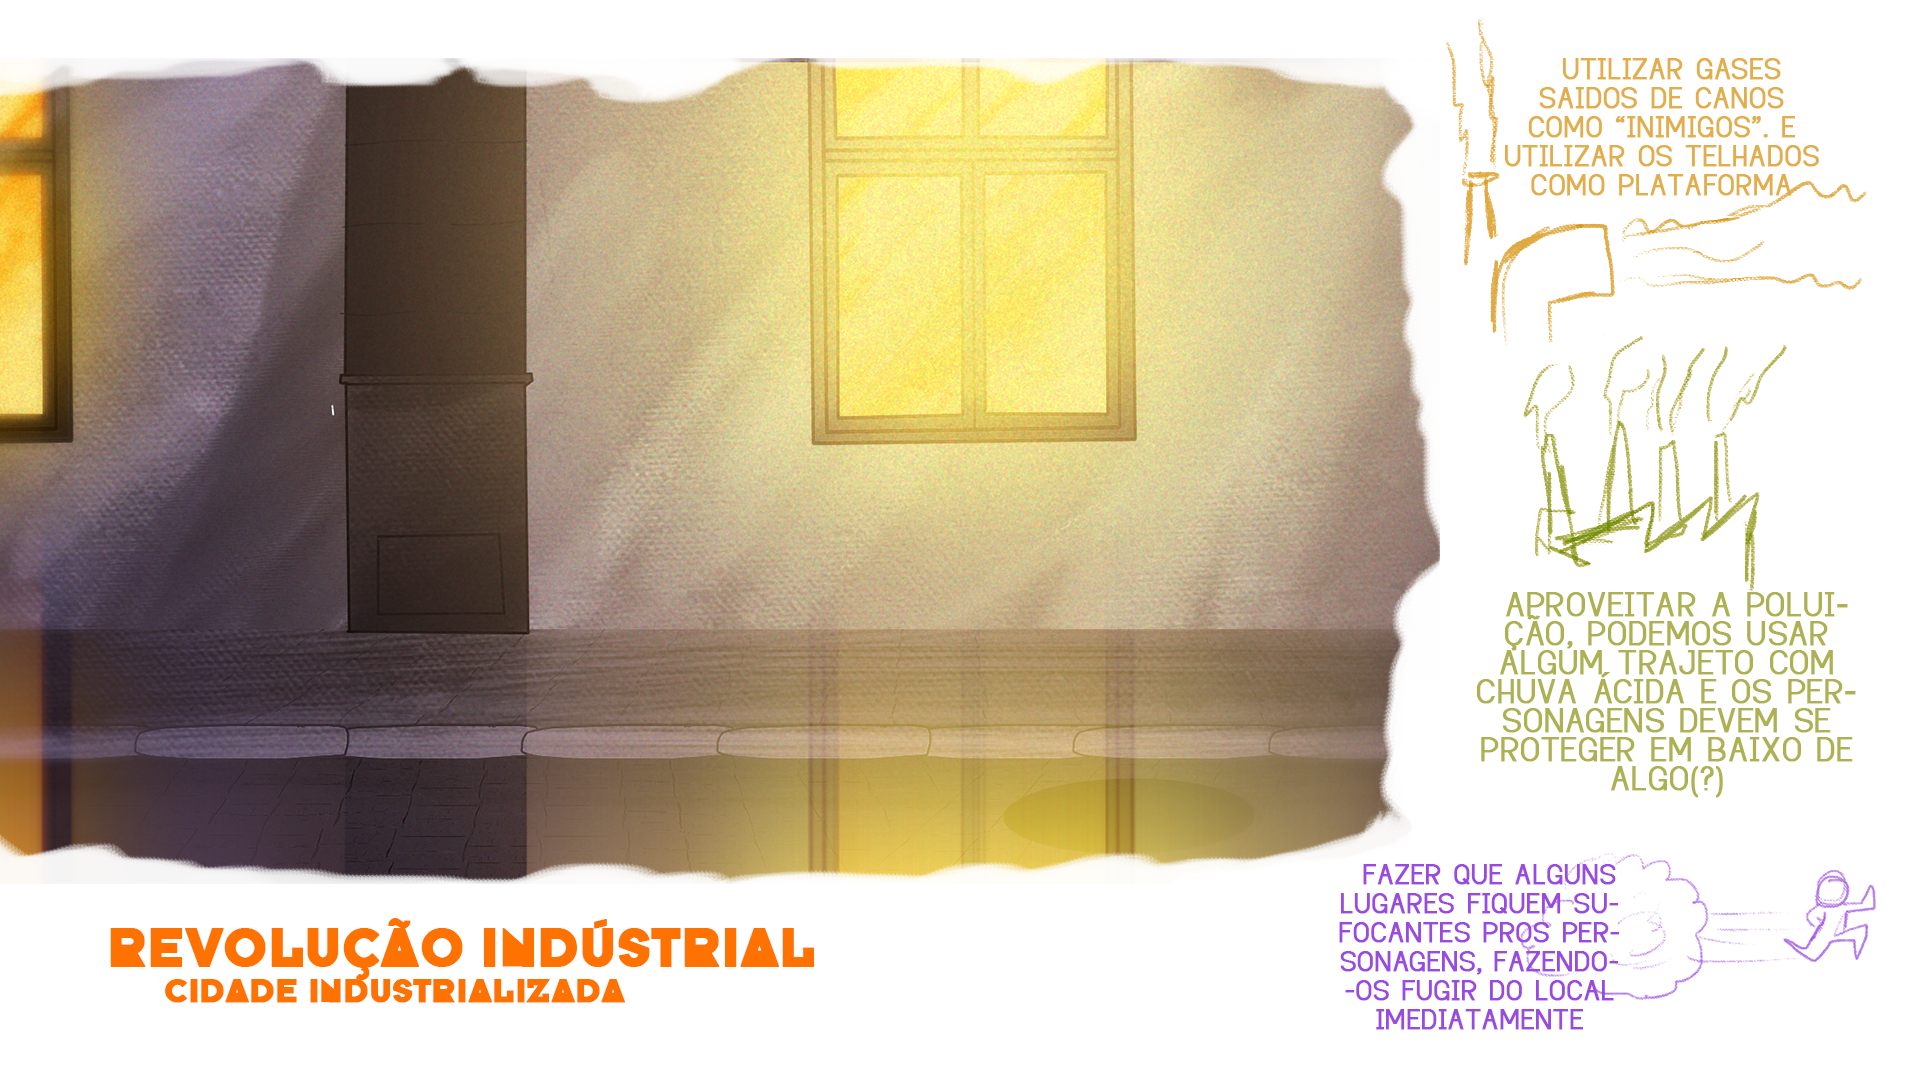 UTILIZAR GASES
SAIDOS DE CANOS
COMO “INIMIGOS”. E
UTILIZAR OS TELHADOS
COMO PLATAFORMA
APROVEITAR A POLUI-
ÇÃO, PODEMOS USAR
ALGUM TRAJETO COM
CHUVA ÁCIDA E OS PER-
SONAGENS DEVEM SE
PROTEGER EM BAIXO DE
ALGO(?)
FAZER QUE ALGUNS
LUGARES FIQUEM SU-
FOCANTES PROS PER-
SONAGENS, FAZENDO-
-OS FUGIR DO LOCAL
IMEDIATAMENTE
REVOLUÇÃO INDÚSTRIAL
CIDADE INDUSTRIALIZADA